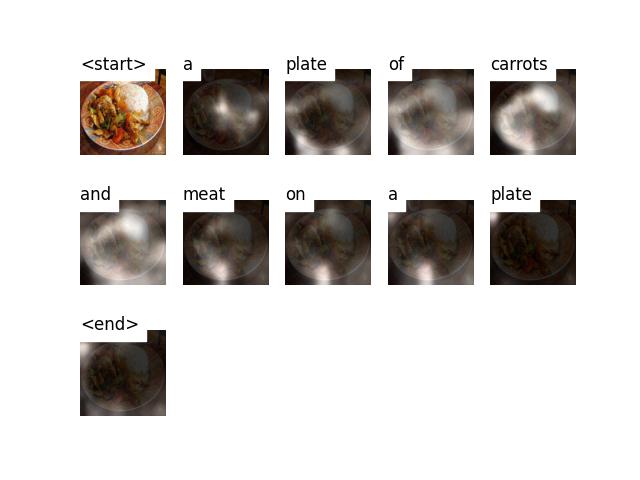 <start> a plate of carrots
and meat on a plate
<end>